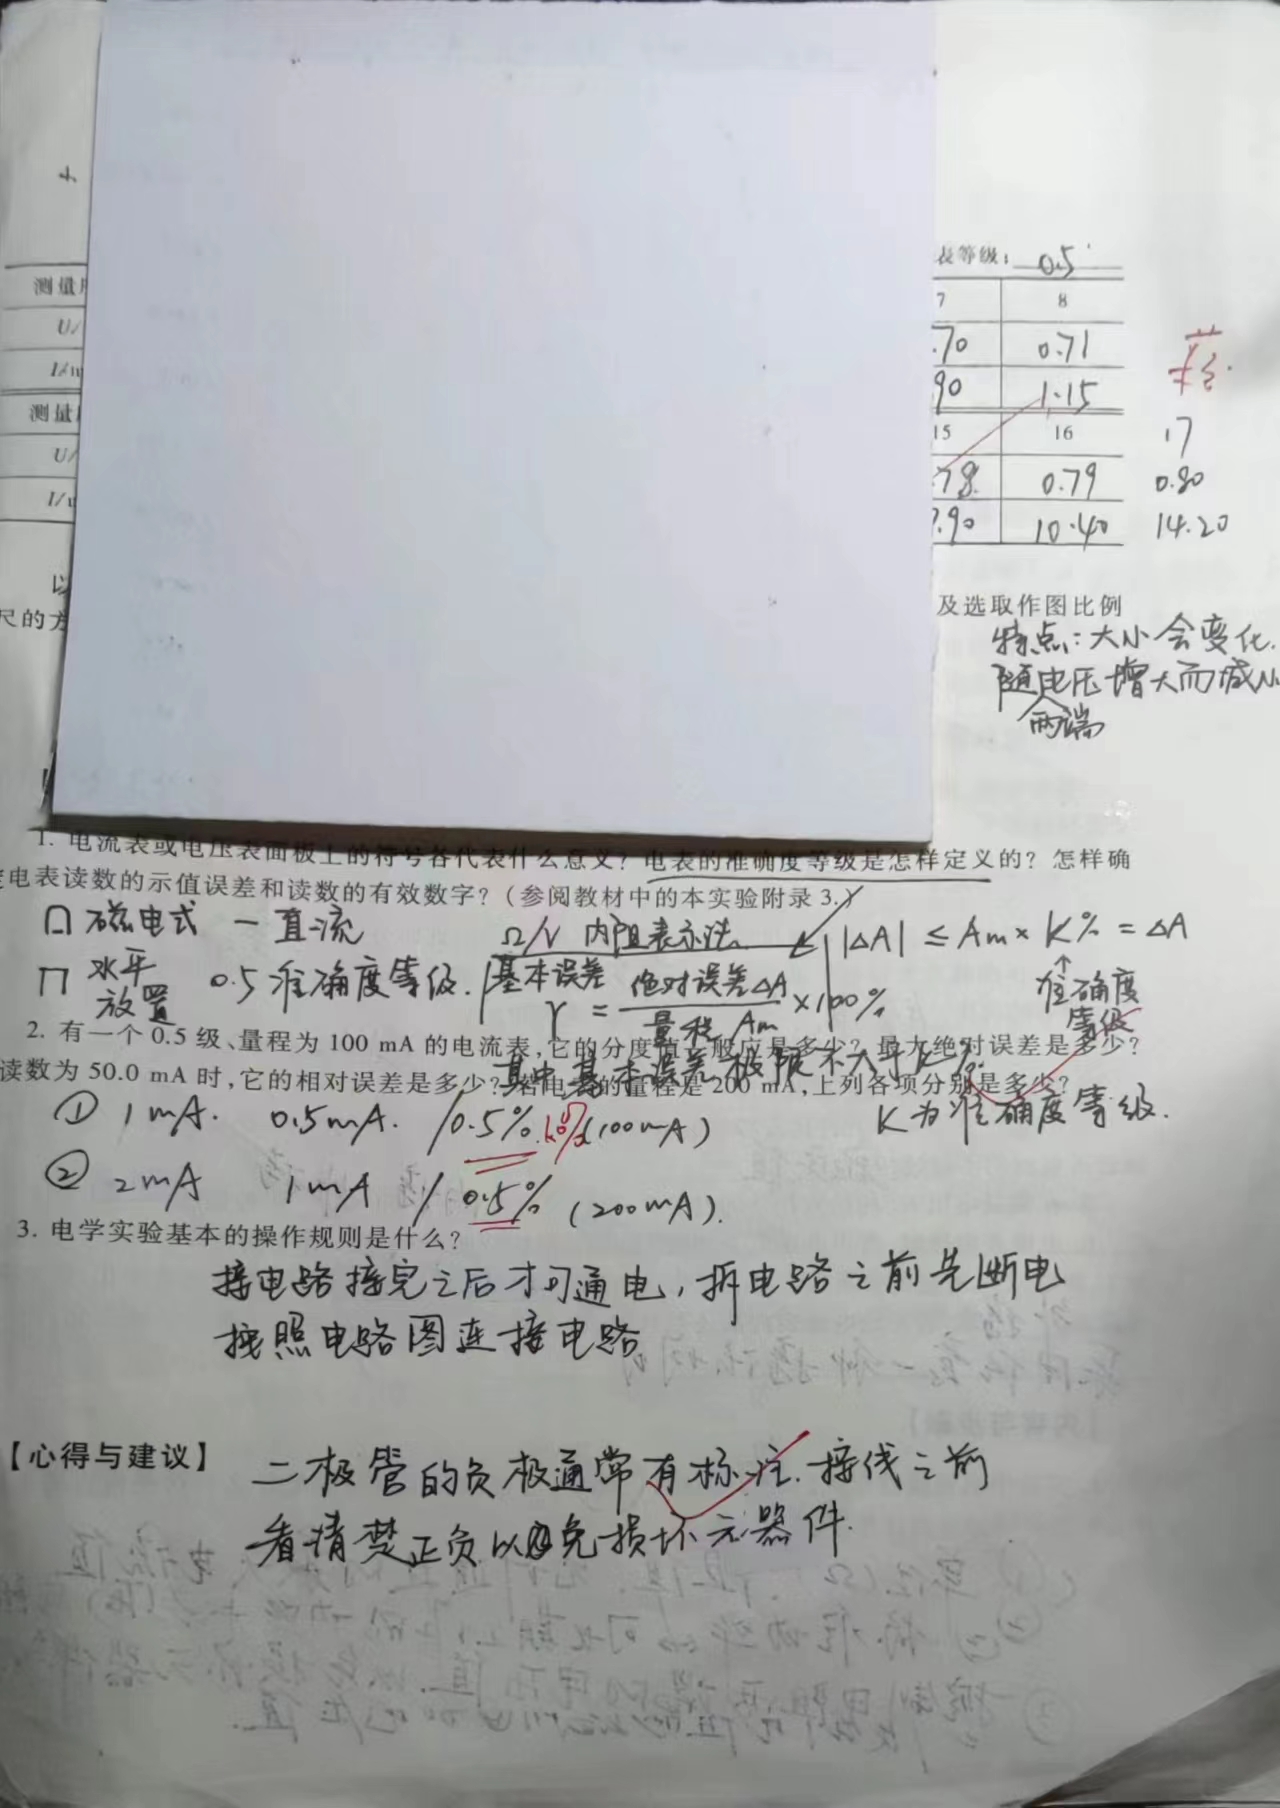 表等级：0.5
测量 7 8
U/ .70 0.71
I/m 90 1.15
测量 15 16 17
U/ .78 0.79 0.80
I/ 7.90 10.40 14.20
以
尺的方 及选取作图比例
特点：大小会变化.
随电压增大而减小
两端
1. 电流表或电压表面板上的符号各代表什么意义？电表的准确度等级是怎样定义的？怎样确
定电表读数的示值误差和读数的有效数字？（参阅教材中的本实验附录 3.）
磁电式 — 直流 Ω/V 内阻表示法 |ΔA| ≤ Am × K% = ΔA
水平放置 0.5 准确度等级. 基本误差 γ = 绝对误差ΔA / 量程 Am ×100% 准确度等级
2. 有一个 0.5 级、量程为 100 mA 的电流表，它的分度值一般应是多少？最大绝对误差是多少？
其中基本误差极限不大于K%
读数为 50.0 mA 时，它的相对误差是多少？若电表的量程是 200 mA，上列各项分别是多少？
K为准确度等级.
① 1mA. 0.5mA. /0.5% (100mA)
② 2mA 1mA / 0.5% (200mA).
3. 电学实验基本的操作规则是什么？
接电路接完之后才可通电，拆电路之前先断电
按照电路图连接电路
【心得与建议】 二极管的负极通常有标注.接线之前
看清楚正负以免损坏元器件.